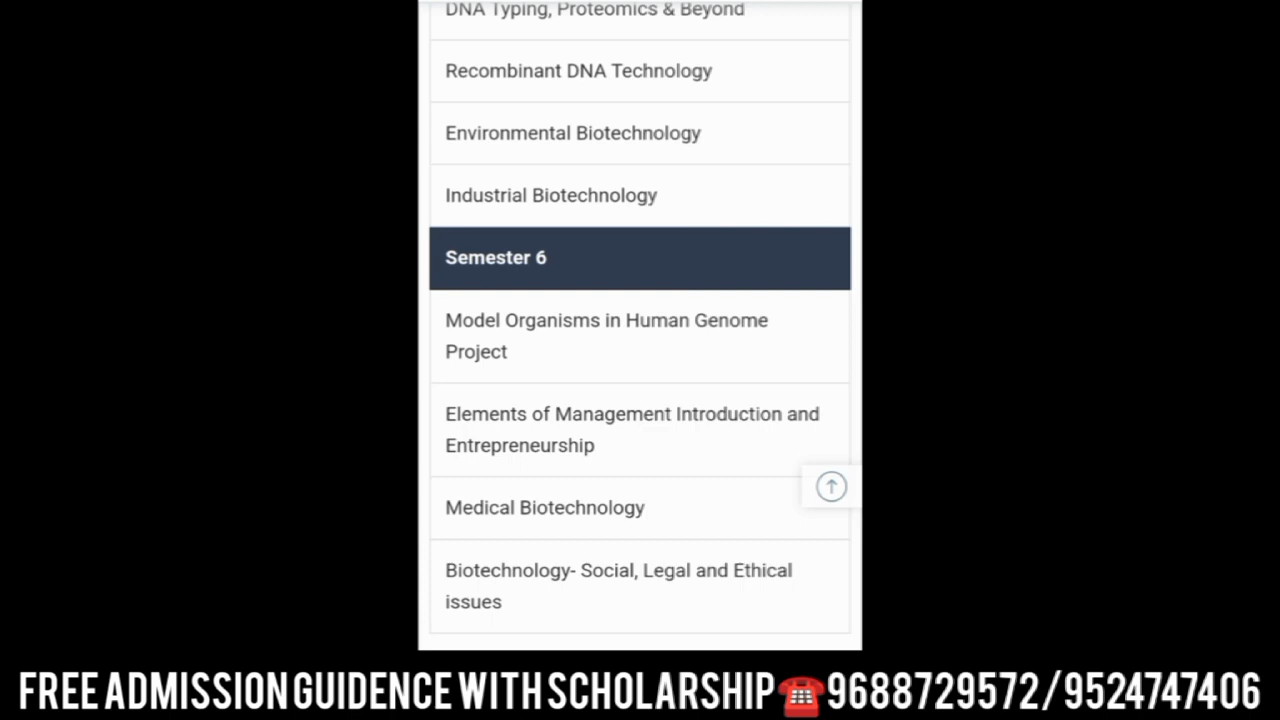 DNA Typing, Proteomics & Beyond
Recombinant DNA Technology
Environmental Biotechnology
Industrial Biotechnology
Semester 6
Model Organisms in Human Genome
Project
Elements of Management Introduction and
Entrepreneurship
Medical Biotechnology
Biotechnology- Social, Legal and Ethical
issues
FREE ADMISSION GUIDENCE WITH SCHOLARSHIP☎9688729572/9524747406